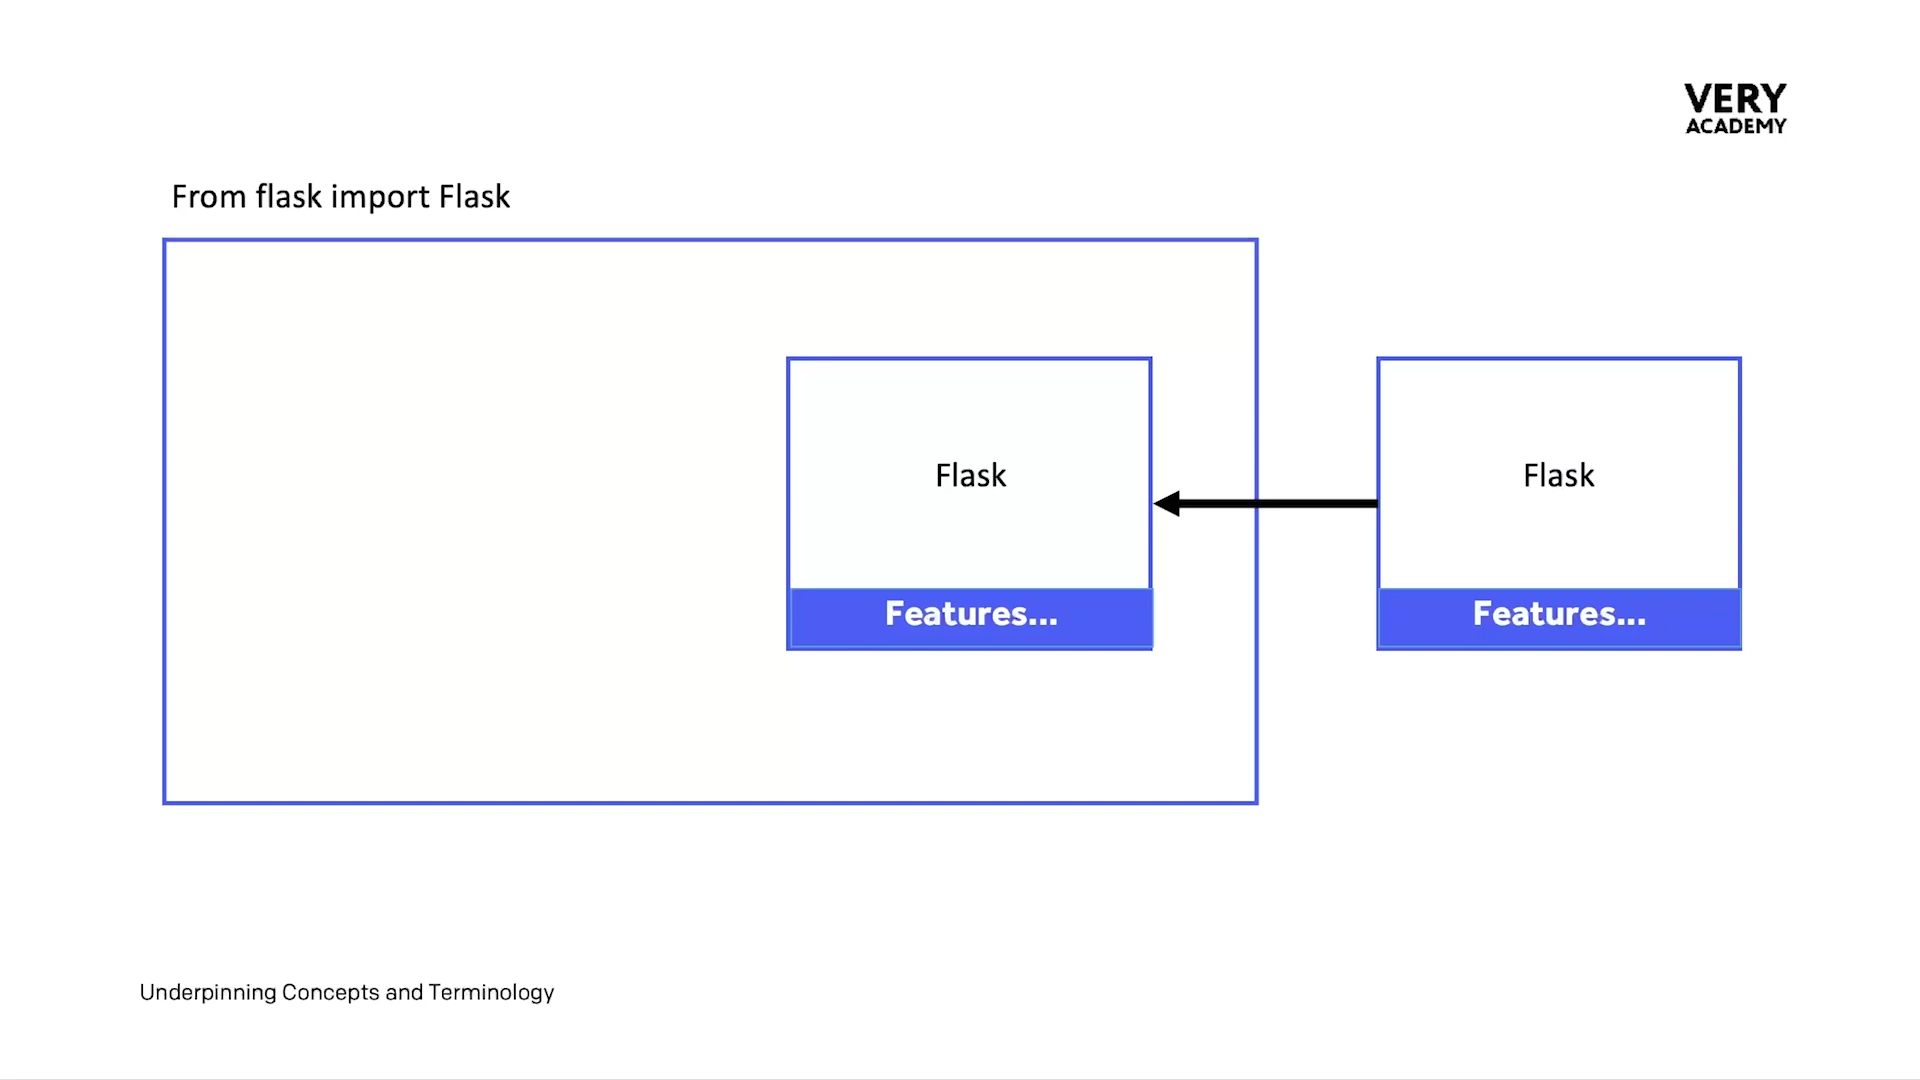 VERY
ACADEMY
From flask import Flask
Flask
Flask
Features...
Features...
Underpinning Concepts and Terminology